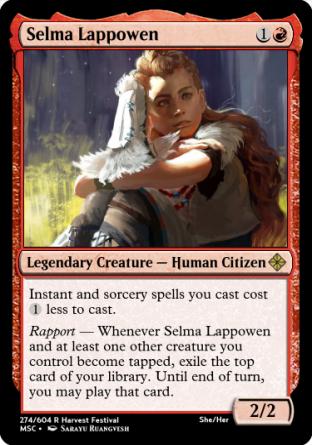 Selma Lappowen 1
Legendary Creature — Human Citizen
Instant and sorcery spells you cast cost
1 less to cast.
Rapport — Whenever Selma Lappowen
and at least one other creature you
control become tapped, exile the top
card of your library. Until end of turn,
you may play that card.
2/2
274/604 R Harvest Festival She/Her
MSC • Sarayu Ruangvesh